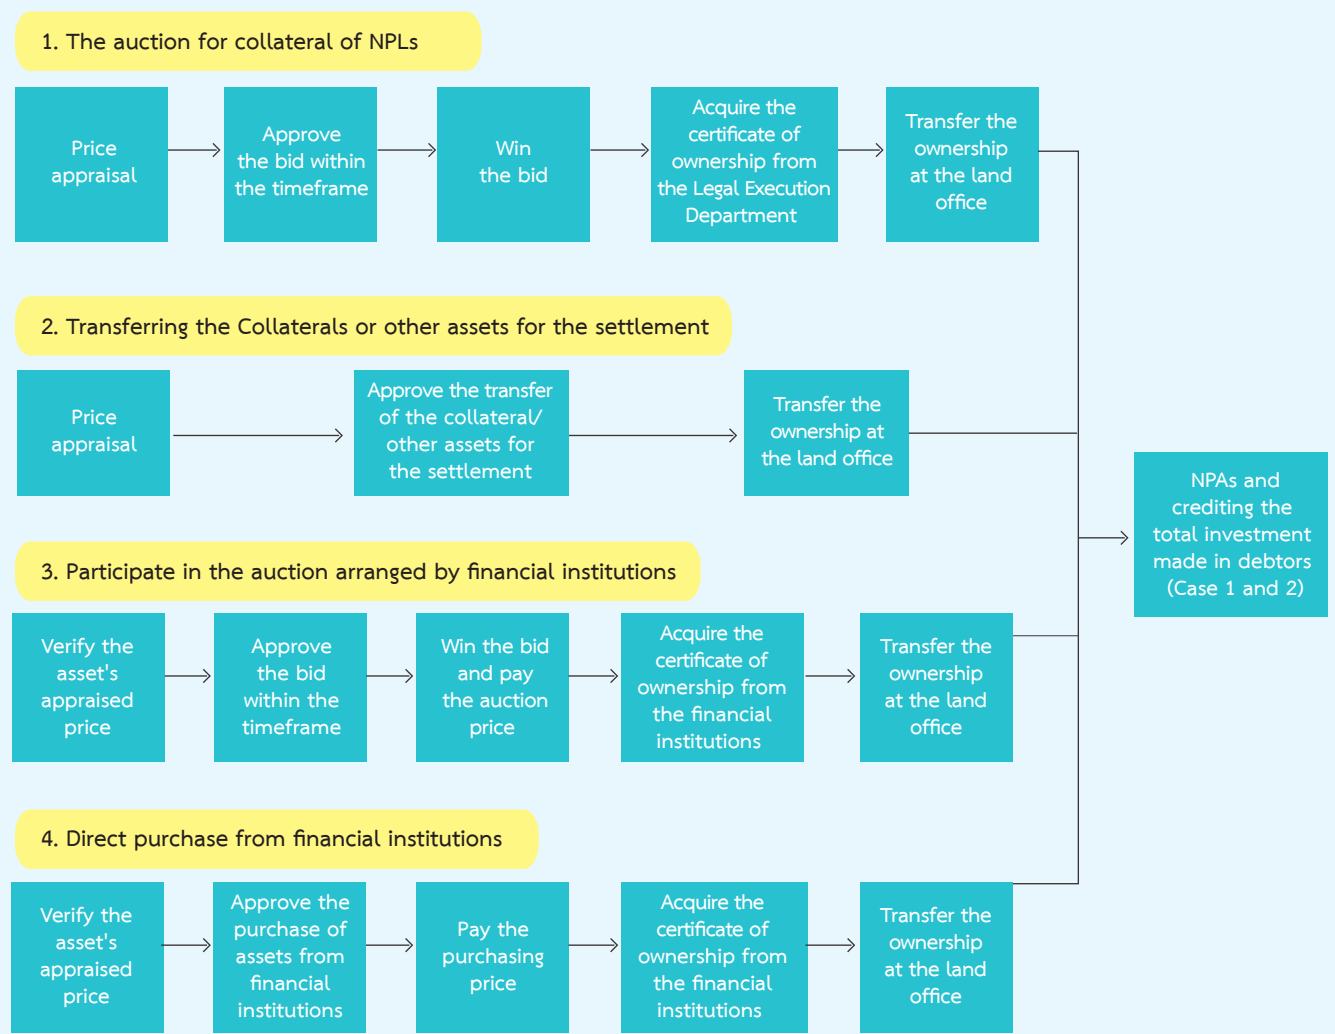 1. The auction for collateral of NPLs
Price
appraisal
Approve
the bid within
the timeframe
Win
the bid
Acquire the
certificate of
ownership from
the Legal Execution
Department
Transfer the
ownership
at the land
office
2. Transferring the Collaterals or other assets for the settlement
Price
appraisal
Approve the transfer
of the collateral/
other assets for
the settlement
Transfer the
ownership at
the land office
NPAs and
crediting the
total investment
made in debtors
(Case 1 and 2)
3. Participate in the auction arranged by financial institutions
Verify the
asset's
appraised
price
Approve
the bid
within the
timeframe
Win the bid
and pay
the auction
price
Acquire the
certificate of
ownership from
the financial
institutions
Transfer the
ownership
at the land
office
4. Direct purchase from financial institutions
Verify the
asset's
appraised
price
Approve the
purchase of
assets from
financial
institutions
Pay the
purchasing
price
Acquire the
certificate of
ownership from
the financial
institutions
Transfer the
ownership
at the land
office